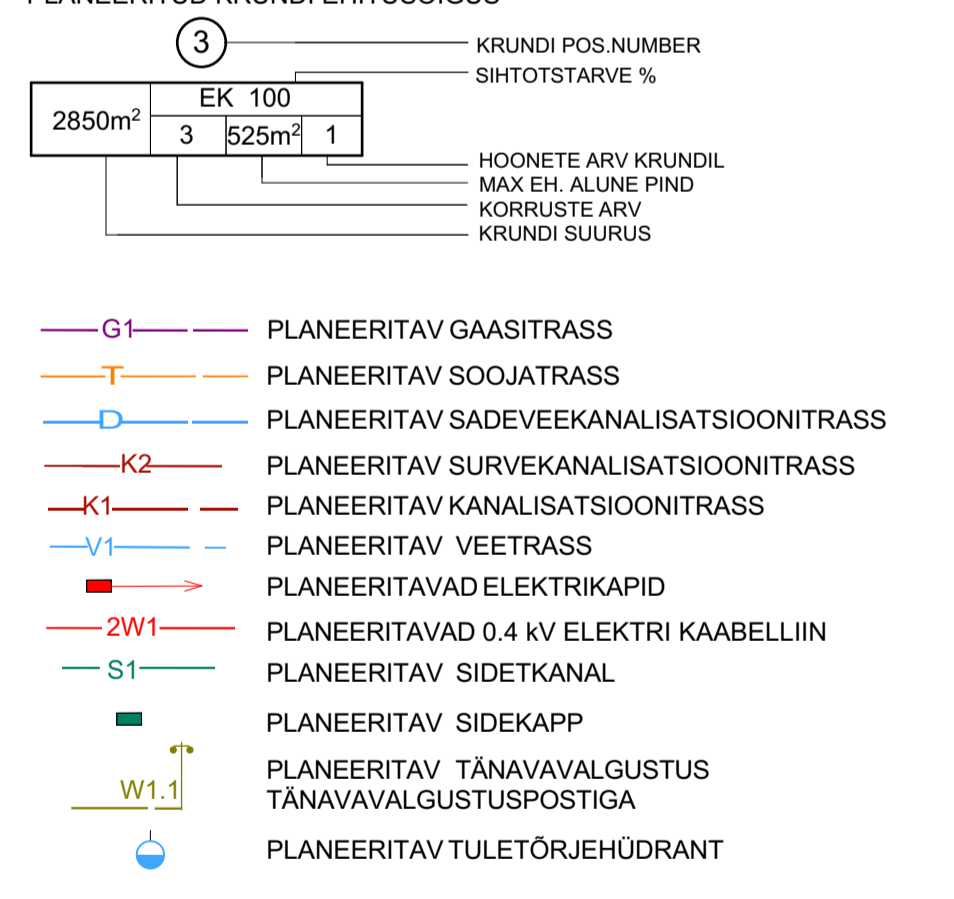 PLANEERITUD KRUNDI EHITUSÕIGUS
3
KRUNDI POS.NUMBER
SIHTOTSTARVE %
2850m²
EK 100
3
525m²
1
HOONETE ARV KRUNDIL
MAX EH. ALUNE PIND
KORRUSTE ARV
KRUNDI SUURUS
G1 PLANEERITAV GAASITRASS
T PLANEERITAV SOOJATRASS
D PLANEERITAV SADEVEEKANALISATSIOONITRASS
K2 PLANEERITAV SURVEKANALISATSIOONITRASS
K1 PLANEERITAV KANALISATSIOONITRASS
V1 PLANEERITAV VEETRASS
PLANEERITAVAD ELEKTRIKAPID
2W1 PLANEERITAVAD 0.4 kV ELEKTRI KAABELLIIN
S1 PLANEERITAV SIDETKANAL
PLANEERITAV SIDEKAPP
W1.1 PLANEERITAV TÄNAVAVALGUSTUS
TÄNAVAVALGUSTUSPOSTIGA
PLANEERITAV TULETÕRJEHÜDRANT